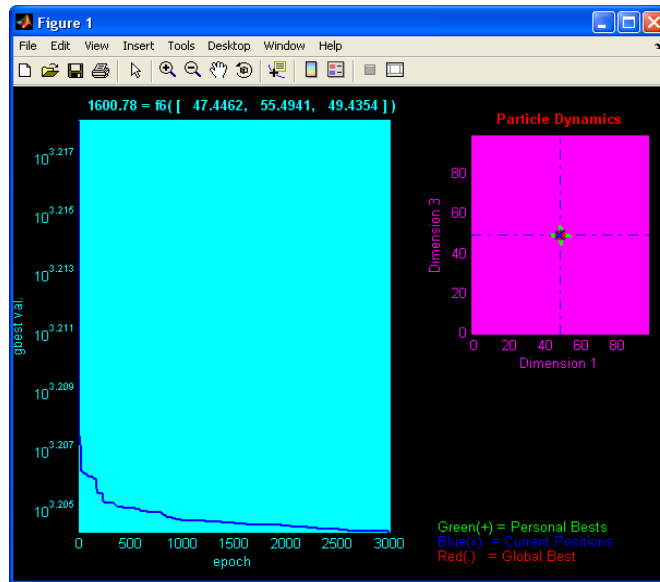 Figure 1
File Edit View Insert Tools Desktop Window Help
1600.78 = f6( [ 47.4462, 55.4941, 49.4354 ] )
10^3.217
10^3.215
10^3.213
10^3.211
10^3.209
10^3.207
10^3.205
gbest val.
0 500 1000 1500 2000 2500 3000
epoch
Particle Dynamics
80
60
40
20
0
Dimension 3
0 20 40 60 80
Dimension 1
Green(+) = Personal Bests
Blue(x) = Current Positions
Red(.) = Global Best